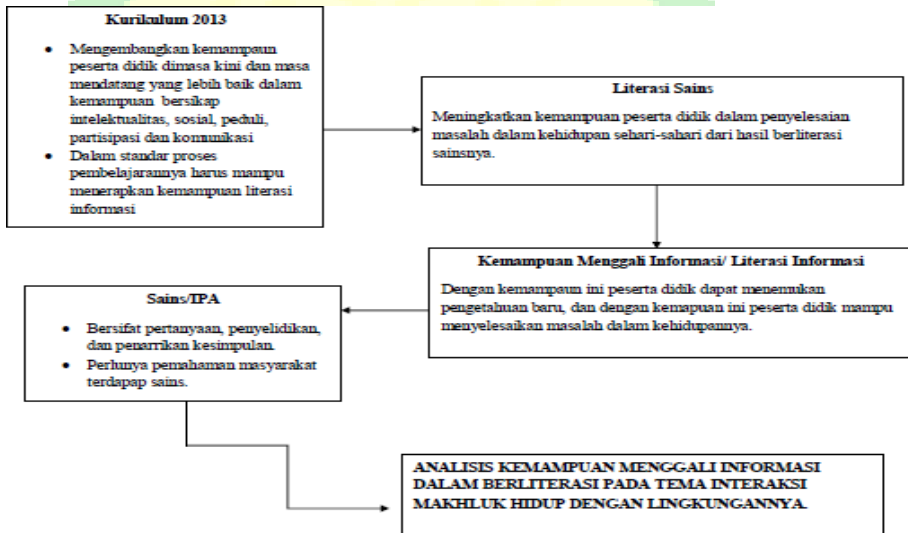 Kurikulum 2013
• Mengembangkan kemampaun
peserta didik dimasa kini dan masa
mendatang yang lebih baik dalam
kemampuan bersikap
intelektualitas, sosial, peduli,
partisipasi dan komunikasi
• Dalam standar proses
pembelajarannya harus mampu
menerapkan kemampuan literasi
informasi
Literasi Sains
Meningkatkan kemampuan peserta didik dalam penyelesaian
masalah dalam kehidupan sehari-sahari dari hasil berliterasi
sainsnya.
Kemampuan Menggali Informasi/ Literasi Informasi
Dengan kemampaun ini peserta didik dapat menemukan
pengetahuan baru, dan dengan kemapuan ini peserta didik mampu
menyelesaikan masalah dalam kehidupannya.
Sains/IPA
• Bersifat pertanyaan, penyelidikan,
dan penarrikan kesimpulan.
• Perlunya pemahaman masyarakat
terdapap sains.
ANALISIS KEMAMPUAN MENGGALI INFORMASI
DALAM BERLITERASI PADA TEMA INTERAKSI
MAKHLUK HIDUP DENGAN LINGKUNGANNYA.